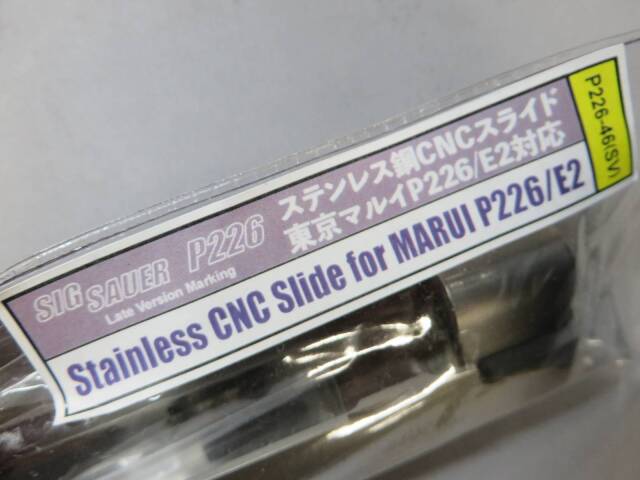 SIG SAUER P226
Late Version Marking
ステンレス鋼CNCスライド
東京マルイP226/E2対応
P226-46(SV)
Stainless CNC Slide for MARUI P226/E2